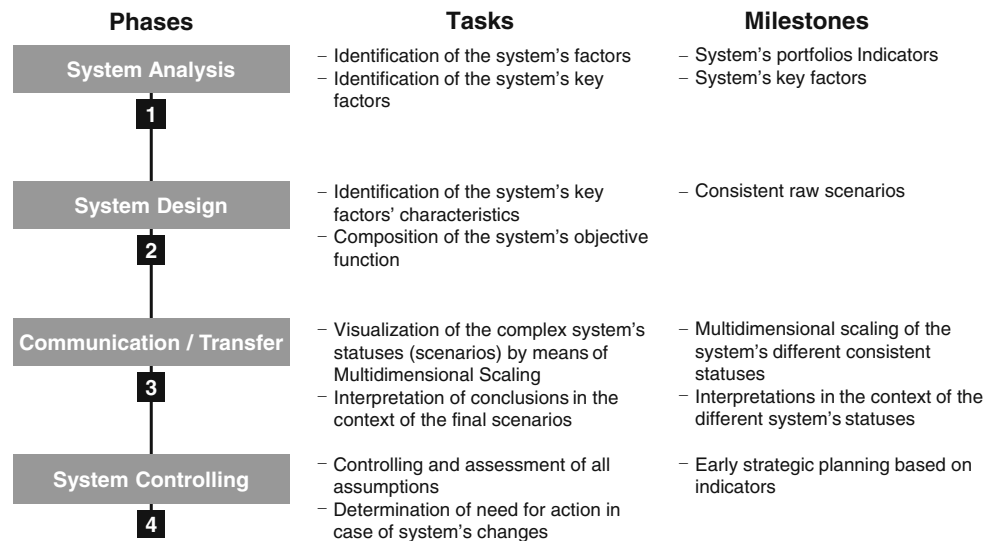 Phases
Tasks
Milestones
System Analysis
1
– Identification of the system's factors
– Identification of the system's key
factors
– System's portfolios Indicators
– System's key factors
System Design
2
– Identification of the system's key
factors' characteristics
– Composition of the system's objective
function
– Consistent raw scenarios
Communication / Transfer
3
– Visualization of the complex system's
statuses (scenarios) by means of
Multidimensional Scaling
– Interpretation of conclusions in the
context of the final scenarios
– Multidimensional scaling of the
system's different consistent
statuses
– Interpretations in the context of the
different system's statuses
System Controlling
4
– Controlling and assessment of all
assumptions
– Determination of need for action in
case of system's changes
– Early strategic planning based on
indicators